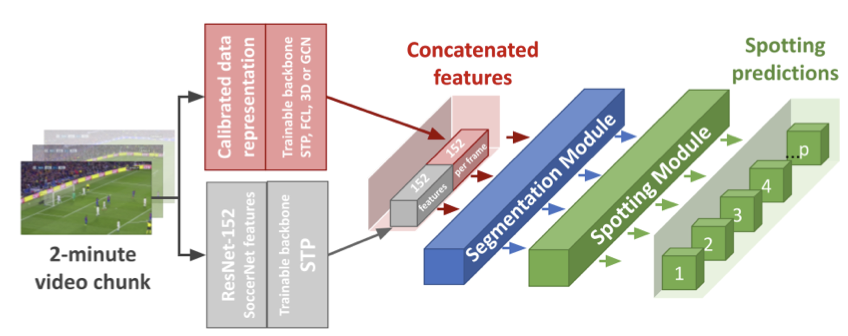 2-minute
video chunk
Calibrated data
representation
Trainable backbone
STP, FCL, 3D or GCN
ResNet-152
SoccerNet features
Trainable backbone
STP
Concatenated
features
152
features
152
per frame
Segmentation Module
Spotting Module
Spotting
predictions
1
2
3
4
...p